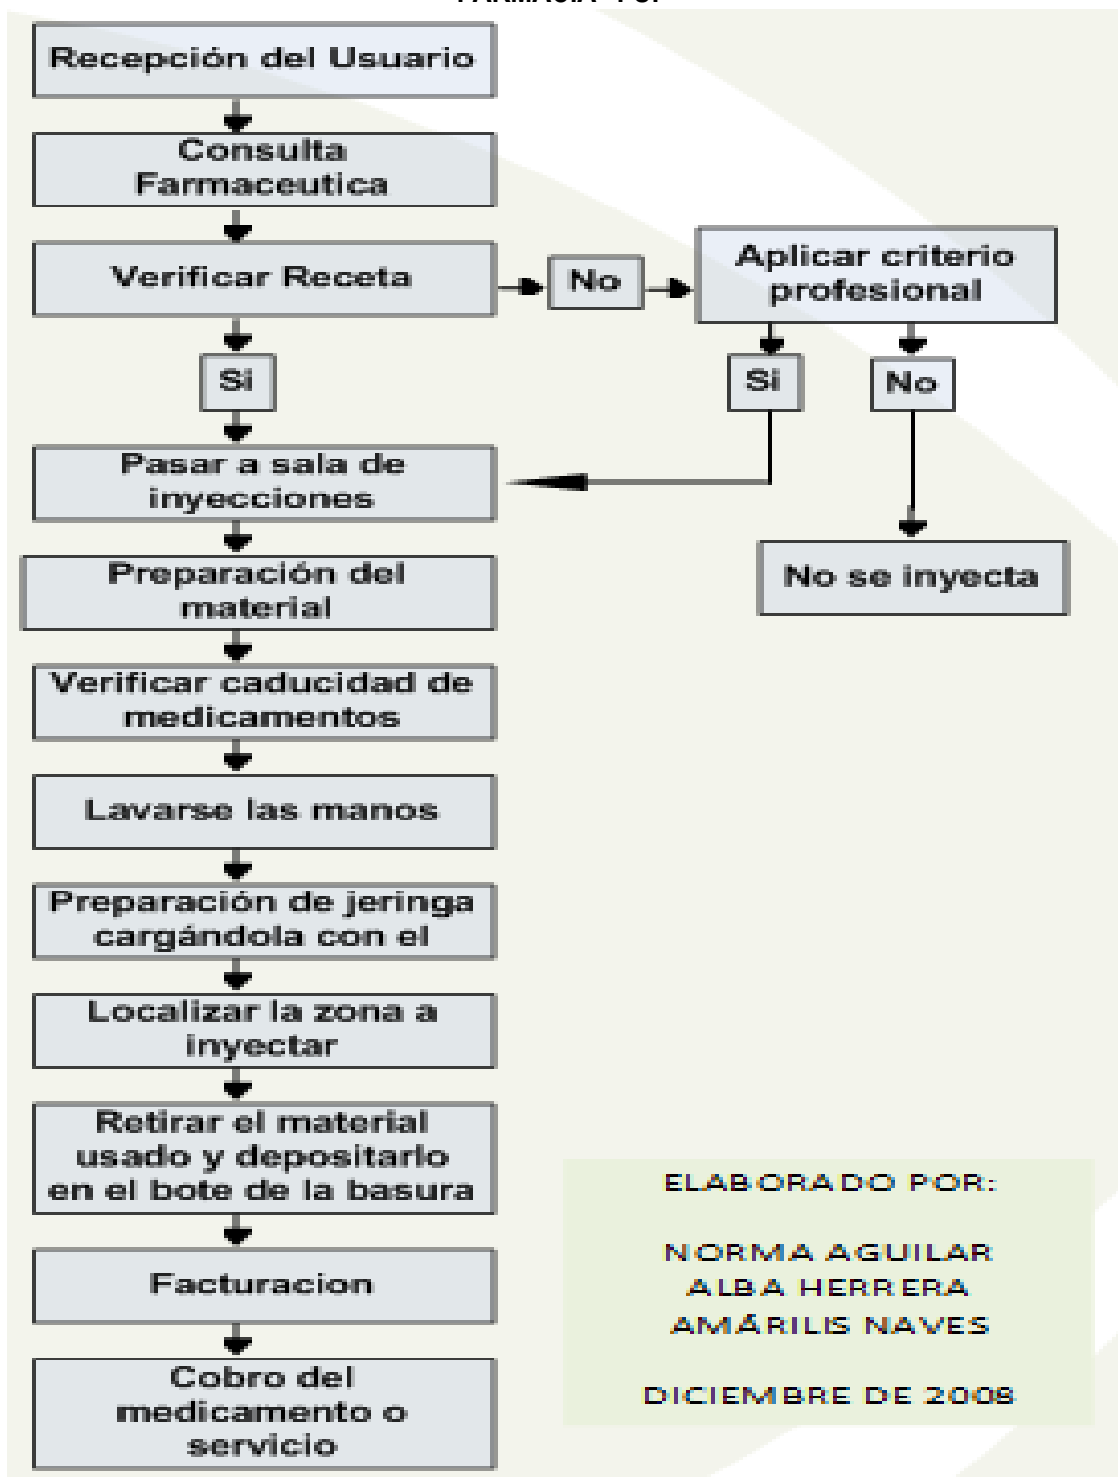 Recepción del Usuario
Consulta
Farmaceutica
Verificar Receta
No
Aplicar criterio
profesional
Si
Si
No
Pasar a sala de
inyecciones
Preparación del
material
No se inyecta
Verificar caducidad de
medicamentos
Lavarse las manos
Preparación de jeringa
cargándola con el
Localizar la zona a
inyectar
Retirar el material
usado y depositarlo
en el bote de la basura
Facturacion
Cobro del
medicamento o
servicio
ELABORADO POR:
NORMA AGUILAR
ALBA HERRERA
AMÁRILIS NAVES
DICIEMBRE DE 2008